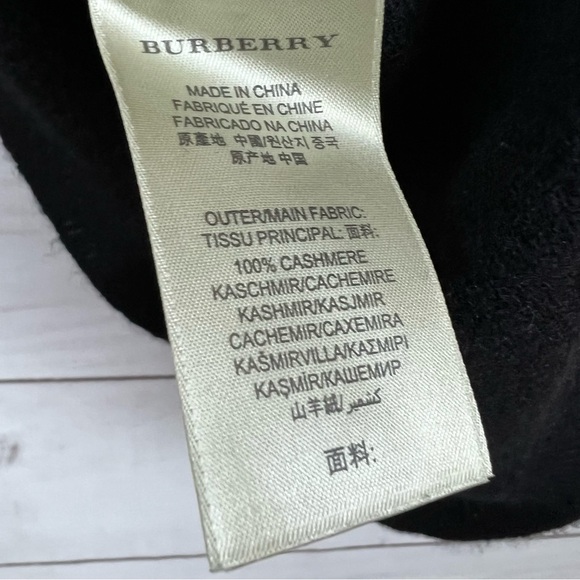 BURBERRY
MADE IN CHINA
FABRIQUÉ EN CHINE
FABRICADO NA CHINA
原產地 中國/원산지 중국
原产地 中国
OUTER/MAIN FABRIC:
TISSU PRINCIPAL: 面料:
100% CASHMERE
KASCHMIR/CACHEMIRE
KASHMIR/KASJMIR
CACHEMIR/CAXEMIRA
KAŠMIRVILLA/ΚΑΣΜΙΡΙ
KAŞMİR/КАШЕМИР
山羊絨/كشمير
面料: